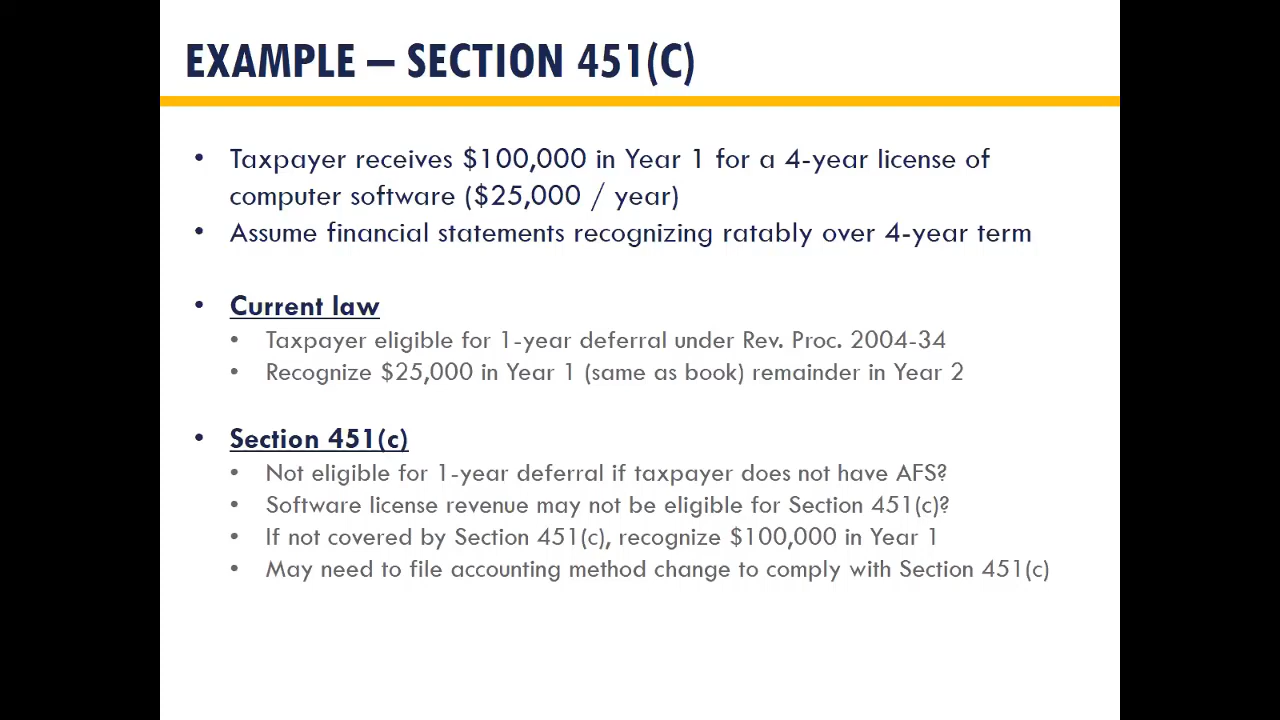 EXAMPLE – SECTION 451(C)
• Taxpayer receives $100,000 in Year 1 for a 4-year license of
computer software ($25,000 / year)
• Assume financial statements recognizing ratably over 4-year term
• Current law
• Taxpayer eligible for 1-year deferral under Rev. Proc. 2004-34
• Recognize $25,000 in Year 1 (same as book) remainder in Year 2
• Section 451(c)
• Not eligible for 1-year deferral if taxpayer does not have AFS?
• Software license revenue may not be eligible for Section 451(c)?
• If not covered by Section 451(c), recognize $100,000 in Year 1
• May need to file accounting method change to comply with Section 451(c)